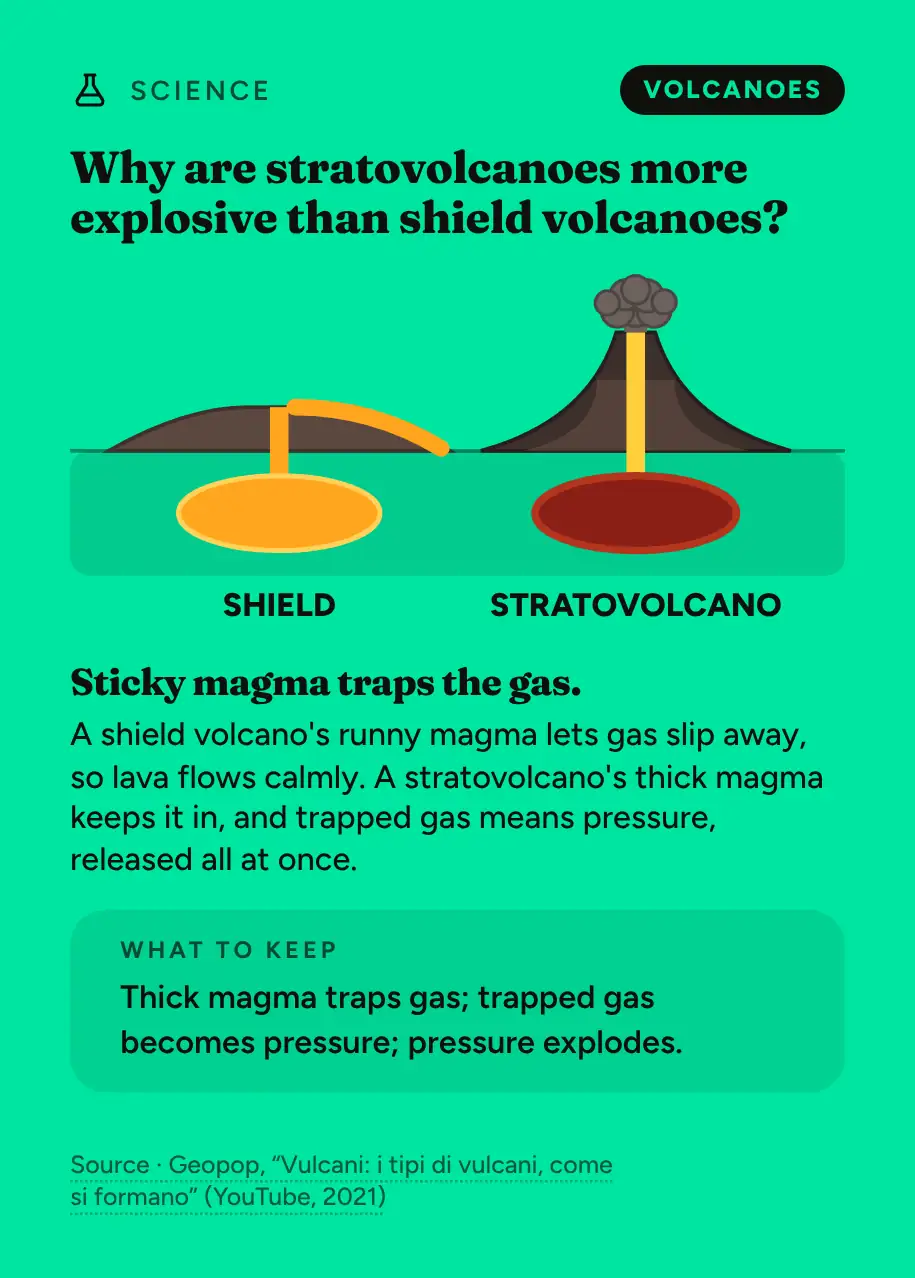 SCIENCE
VOLCANOES
Why are stratovolcanoes more
explosive than shield volcanoes?
SHIELD
STRATOVOLCANO
Sticky magma traps the gas.
A shield volcano's runny magma lets gas slip away,
so lava flows calmly. A stratovolcano's thick magma
keeps it in, and trapped gas means pressure,
released all at once.
WHAT TO KEEP
Thick magma traps gas; trapped gas
becomes pressure; pressure explodes.
Source · Geopop, “Vulcani: i tipi di vulcani, come
si formano” (YouTube, 2021)